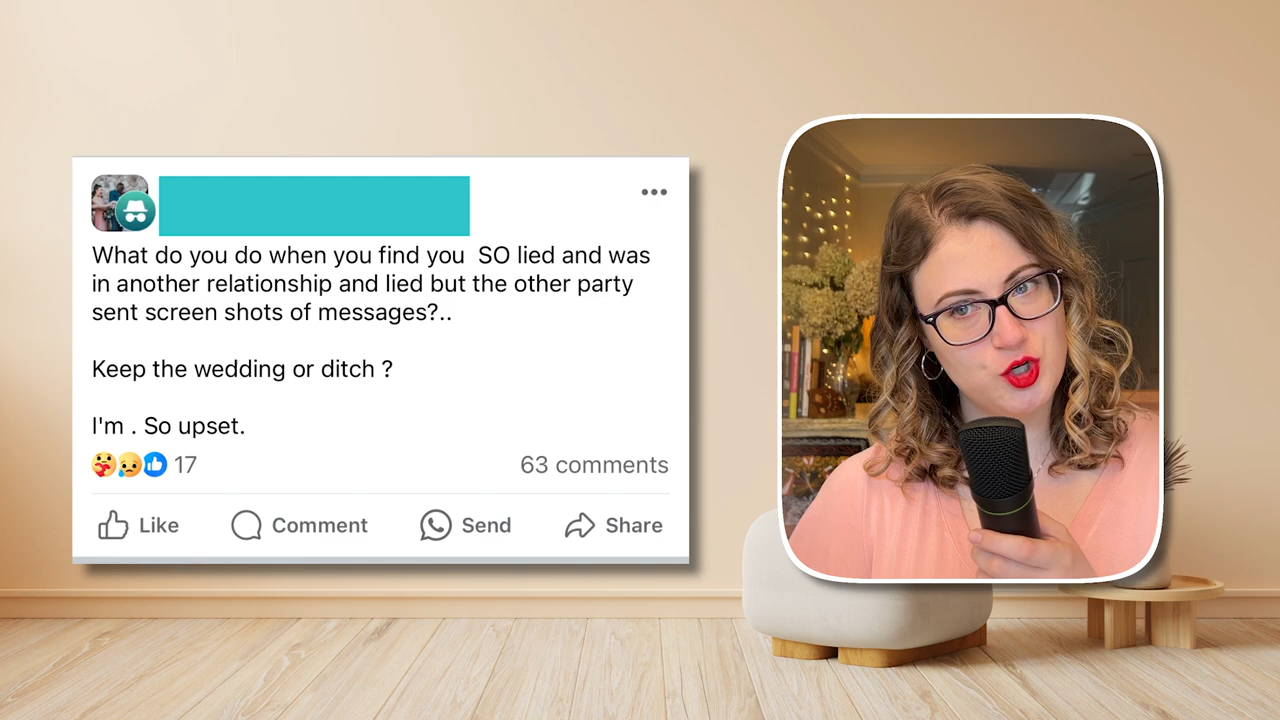 What do you do when you find you  SO lied and was
in another relationship and lied but the other party
sent screen shots of messages?..
Keep the wedding or ditch ?
I'm . So upset.
17
63 comments
Like
Comment
Send
Share